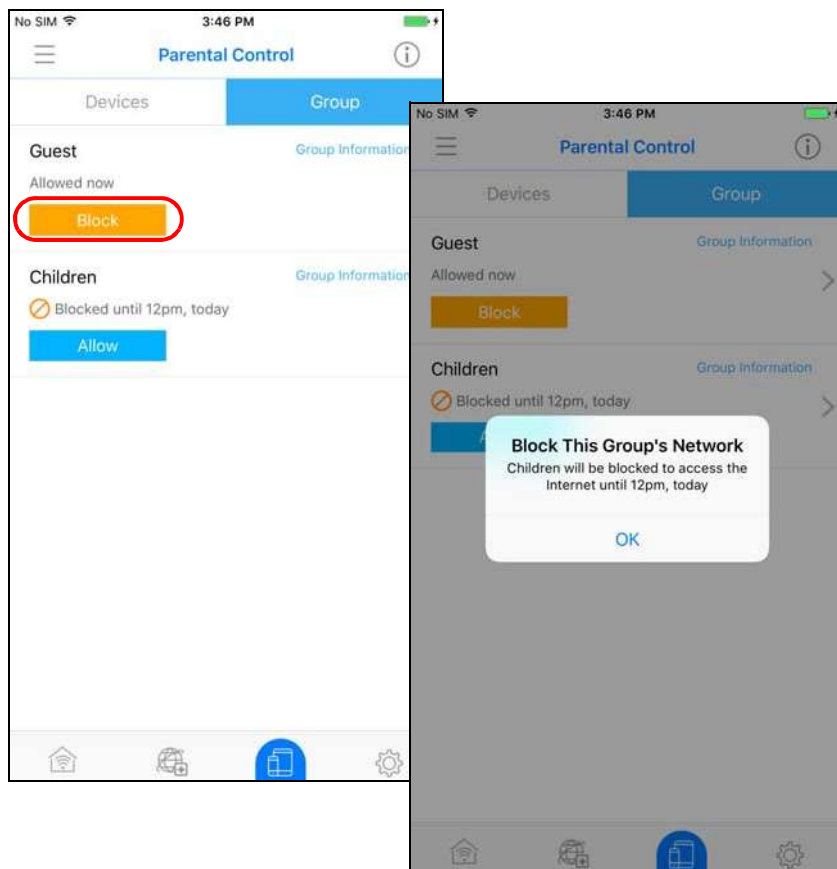 No SIM 3:46 PM
Parental Control
Devices Group
Guest Group Information
Allowed now
Block
Children Group Information
Blocked until 12pm, today
Allow
No SIM 3:46 PM
Parental Control
Devices Group
Guest Group Information
Allowed now
Block
Children Group Information
Blocked until 12pm, today
Block This Group's Network
Children will be blocked to access the
Internet until 12pm, today
OK